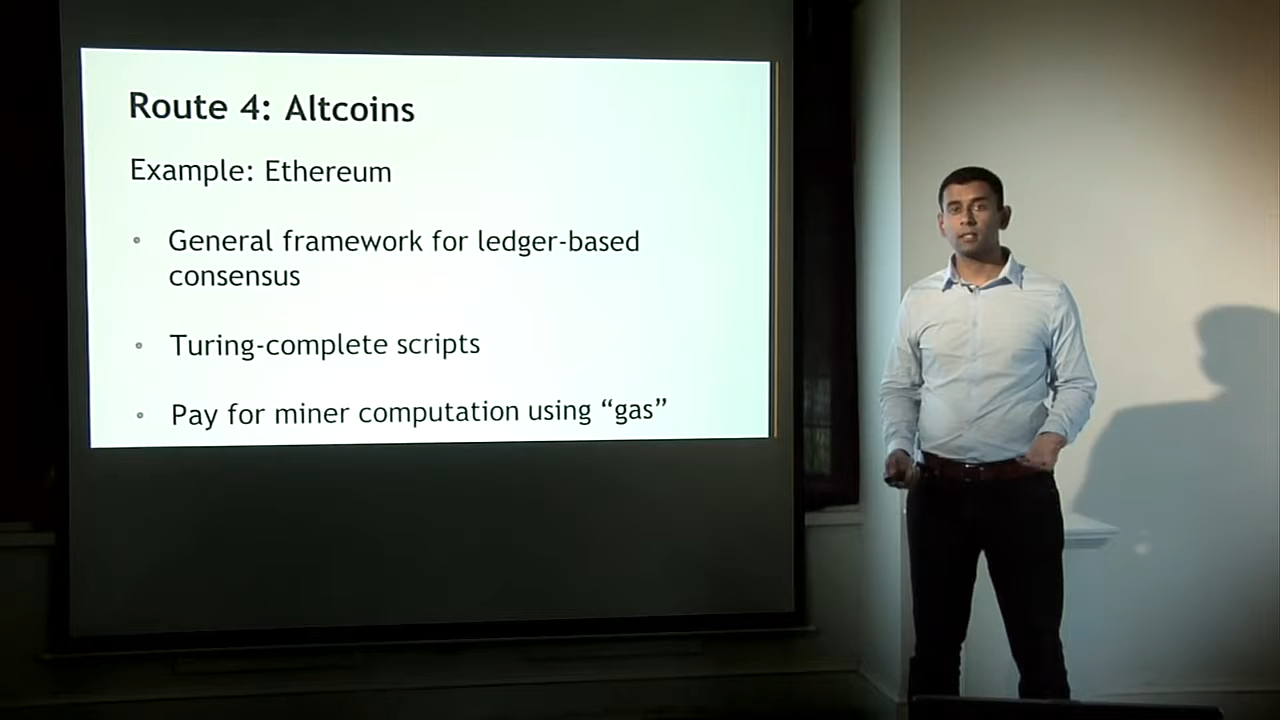 Route 4: Altcoins
Example: Ethereum
General framework for ledger-based
consensus
Turing-complete scripts
Pay for miner computation using “gas”